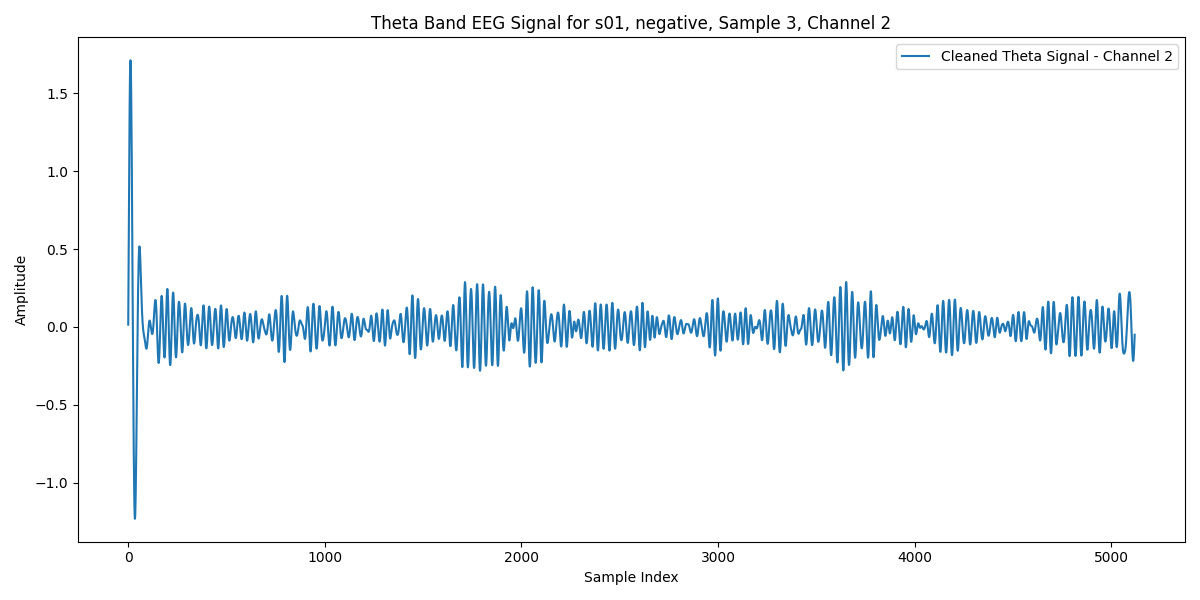 Theta Band EEG Signal for s01, negative, Sample 3, Channel 2
Cleaned Theta Signal - Channel 2
Amplitude
1.5
1.0
0.5
0.0
−0.5
−1.0
0 1000 2000 3000 4000 5000
Sample Index